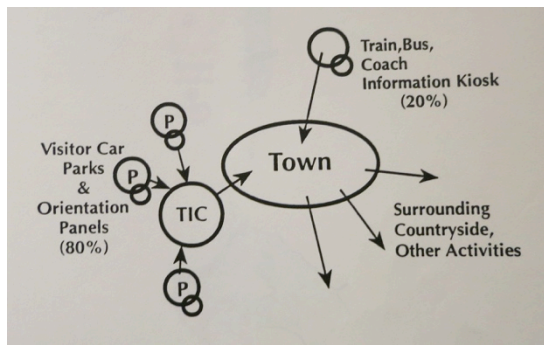 Train,Bus,
Coach
Information Kiosk
(20%)
P
Visitor Car
Parks
&
Orientation
Panels
(80%)
P
TIC
Town
P
Surrounding
Countryside,
Other Activities